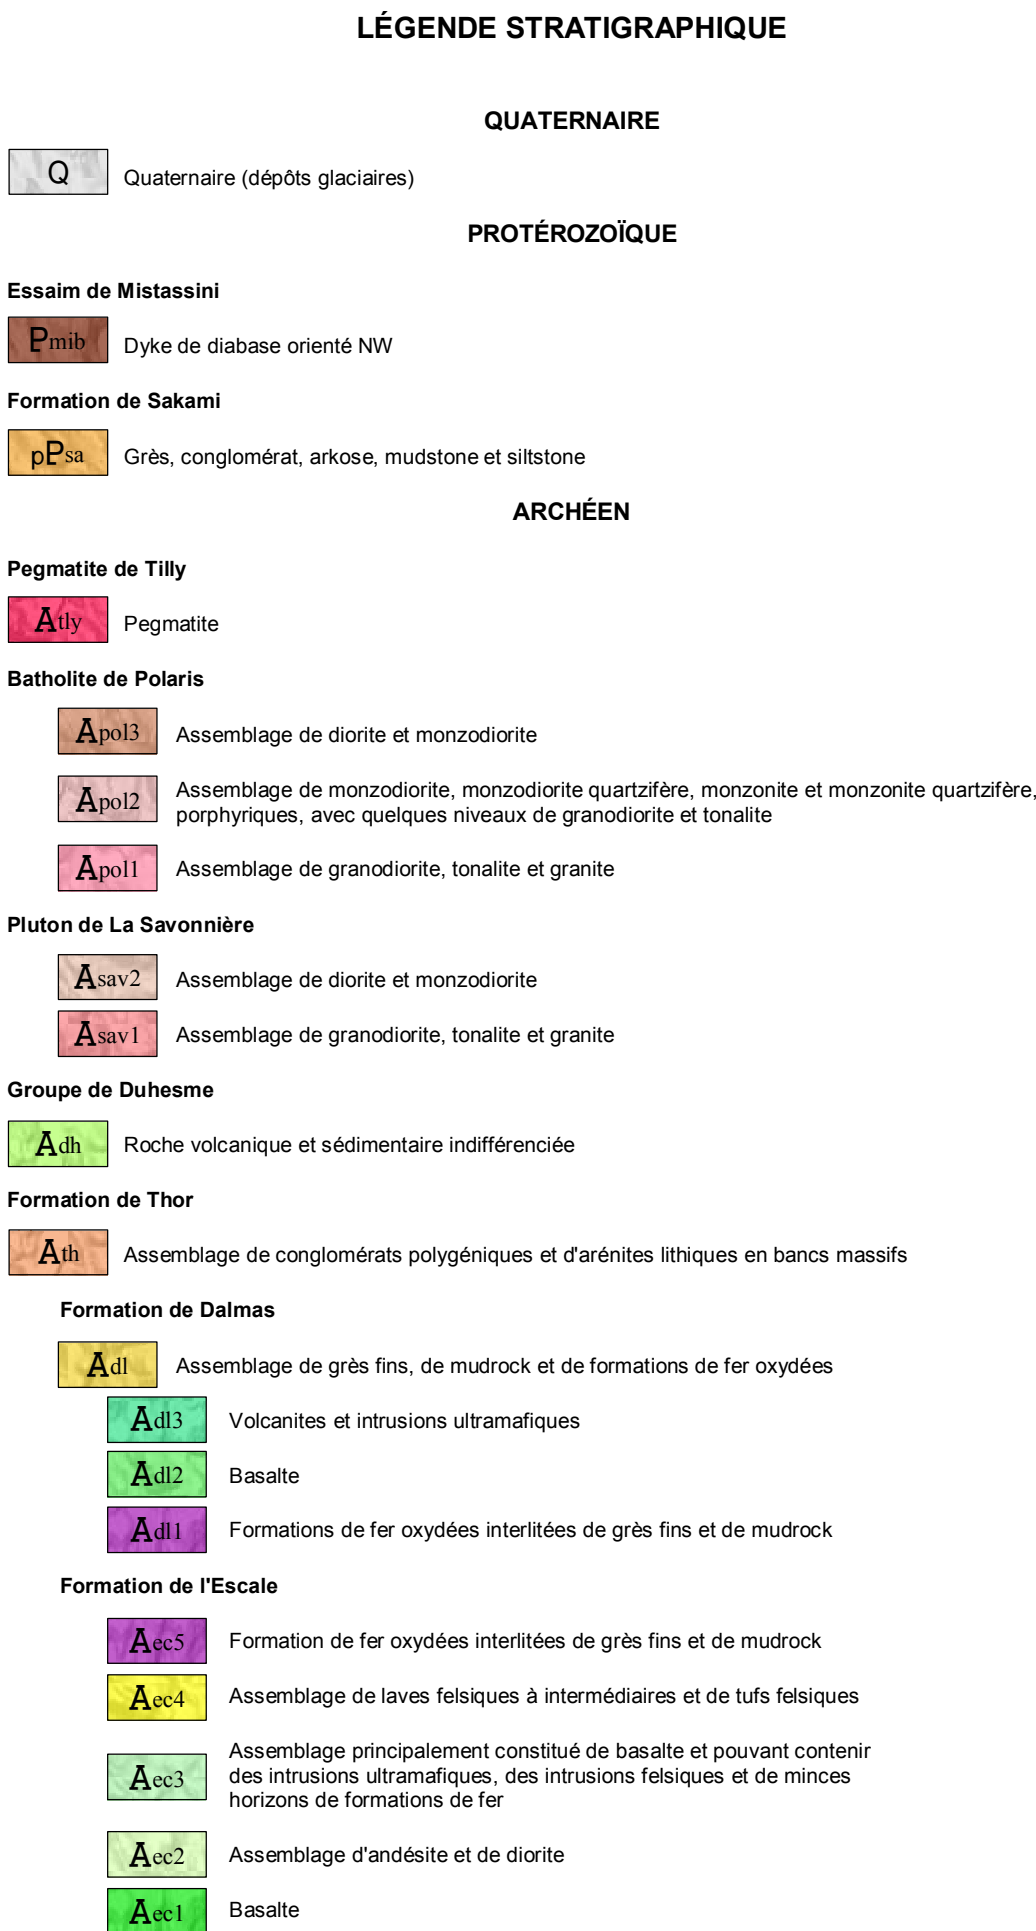 LÉGENDE STRATIGRAPHIQUE
QUATERNAIRE
Q Quaternaire (dépôts glaciaires)
PROTÉROZOÏQUE
Essaim de Mistassini
Pmib Dyke de diabase orienté NW
Formation de Sakami
pPsa Grès, conglomérat, arkose, mudstone et siltstone
ARCHÉEN
Pegmatite de Tilly
Atly Pegmatite
Batholite de Polaris
Apol3 Assemblage de diorite et monzodiorite
Apol2 Assemblage de monzodiorite, monzodiorite quartzifère, monzonite et monzonite quartzifère,
porphyriques, avec quelques niveaux de granodiorite et tonalite
Apol1 Assemblage de granodiorite, tonalite et granite
Pluton de La Savonnière
Asav2 Assemblage de diorite et monzodiorite
Asav1 Assemblage de granodiorite, tonalite et granite
Groupe de Duhesme
Adh Roche volcanique et sédimentaire indifférenciée
Formation de Thor
Ath Assemblage de conglomérats polygéniques et d'arénites lithiques en bancs massifs
Formation de Dalmas
Adl Assemblage de grès fins, de mudrock et de formations de fer oxydées
Adl3 Volcanites et intrusions ultramafiques
Adl2 Basalte
Adl1 Formations de fer oxydées interlitées de grès fins et de mudrock
Formation de l'Escale
Aec5 Formation de fer oxydées interlitées de grès fins et de mudrock
Aec4 Assemblage de laves felsiques à intermédiaires et de tufs felsiques
Aec3 Assemblage principalement constitué de basalte et pouvant contenir
des intrusions ultramafiques, des intrusions felsiques et de minces
horizons de formations de fer
Aec2 Assemblage d'andésite et de diorite
Aec1 Basalte